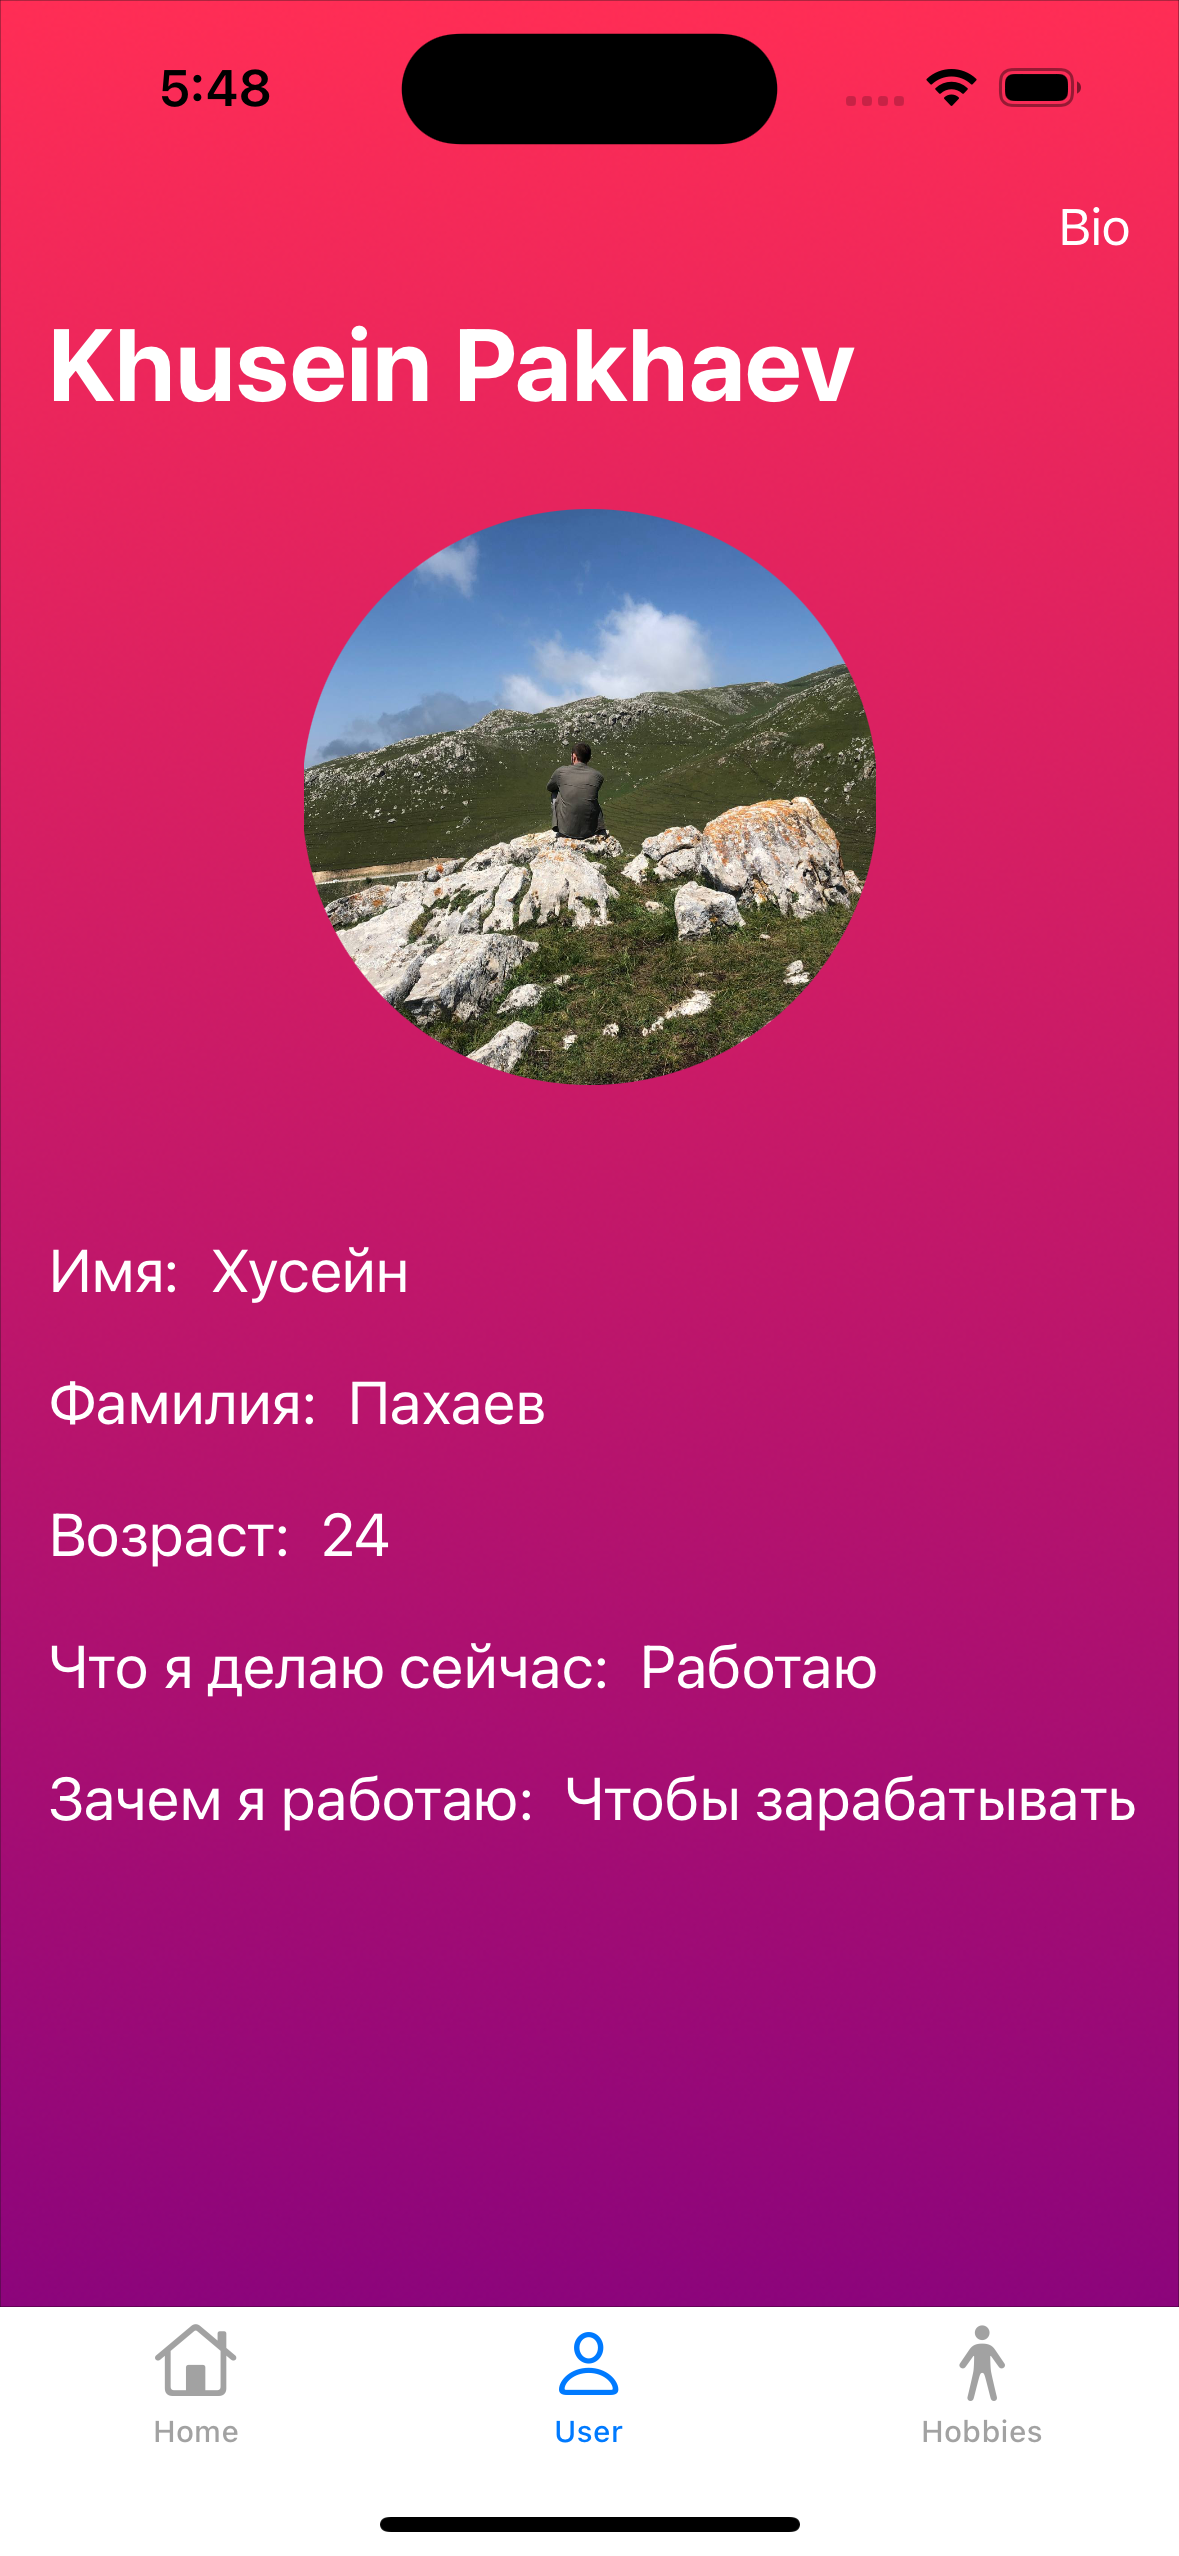 5:48
Bio
Khusein Pakhaev
Имя: Хусейн
Фамилия: Пахаев
Возраст: 24
Что я делаю сейчас: Работаю
Зачем я работаю: Чтобы зарабатывать
Home
User
Hobbies